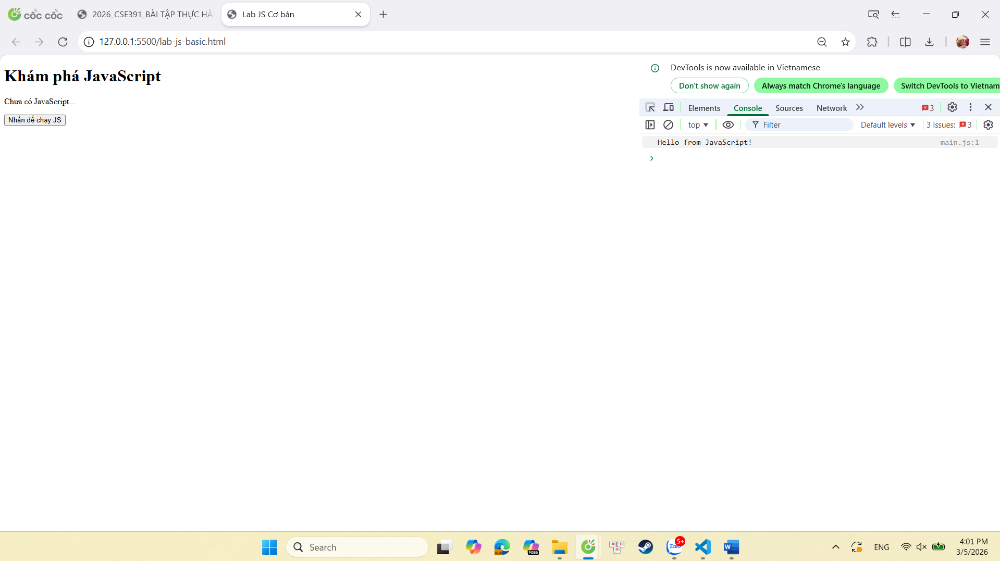 cốc cốc
2026_CSE391_BÀI TẬP THỰC HÀ
Lab JS Cơ bản
127.0.0.1:5500/lab-js-basic.html
Khám phá JavaScript
Chưa có JavaScript...
Nhấn để chạy JS
DevTools is now available in Vietnamese
Don't show again
Always match Chrome's language
Switch DevTools to Vietnam
Elements
Console
Sources
Network
3
top
Filter
Default levels
3 Issues:
3
Hello from JavaScript!
main.js:1
Search
M365
u i
n
Zalo
5+
W
ENG
4:01 PM
3/5/2026